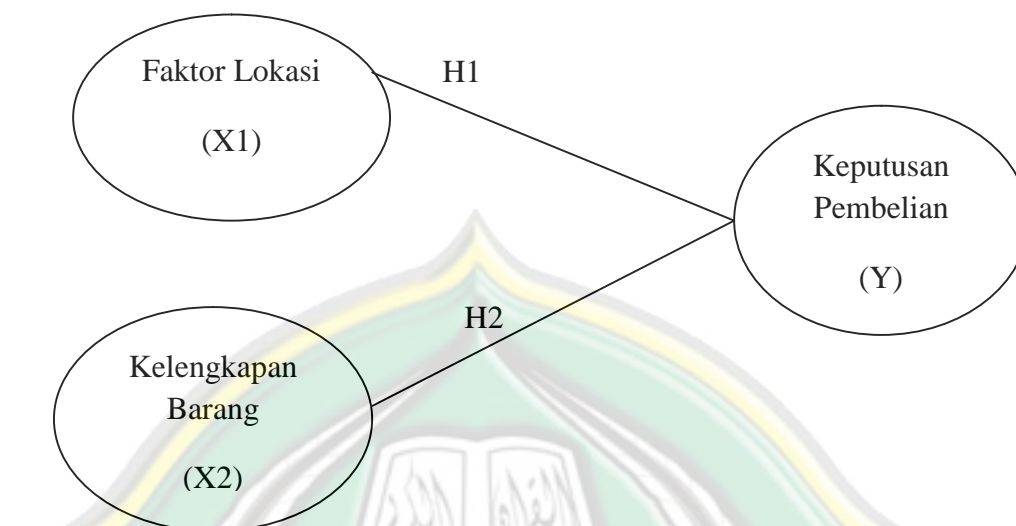 Faktor Lokasi
(X1)
H1
Keputusan
Pembelian
(Y)
H2
Kelengkapan
Barang
(X2)